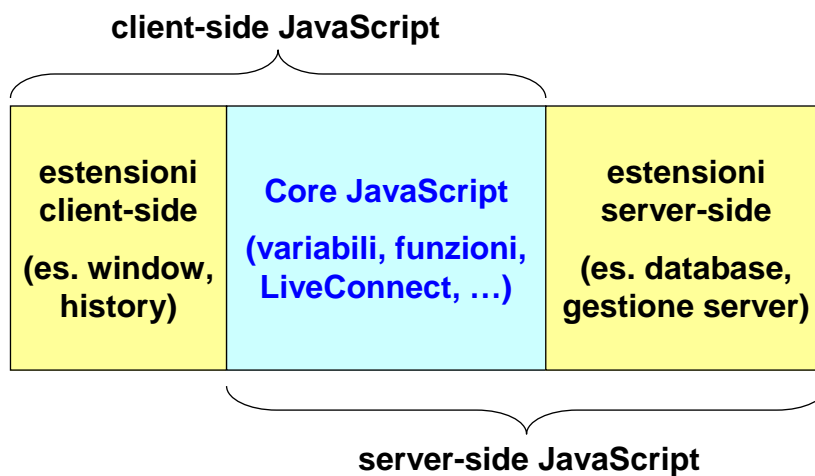 client-side JavaScript
estensioni
client-side
(es. window,
history)
Core JavaScript
(variabili, funzioni,
LiveConnect, …)
estensioni
server-side
(es. database,
gestione server)
server-side JavaScript